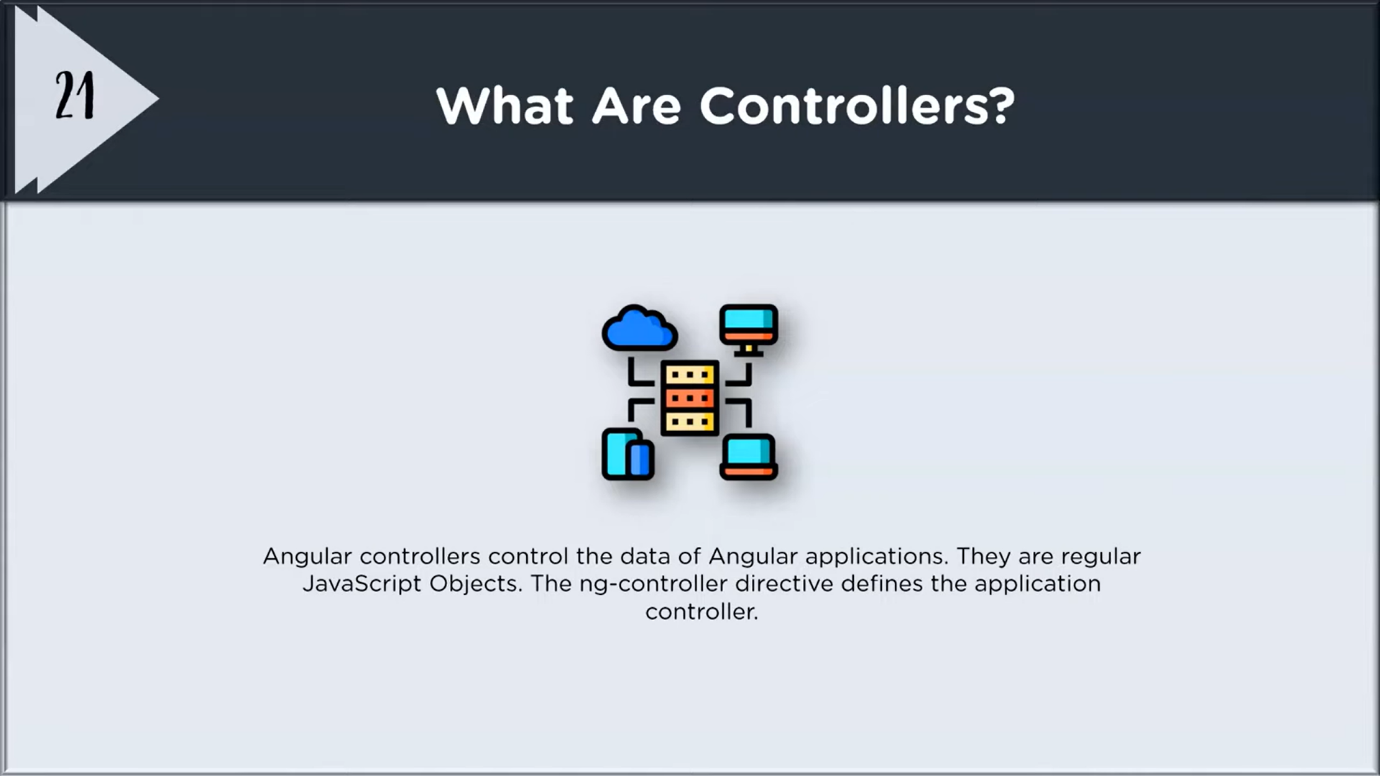 21
What Are Controllers?
Angular controllers control the data of Angular applications. They are regular
JavaScript Objects. The ng-controller directive defines the application
controller.